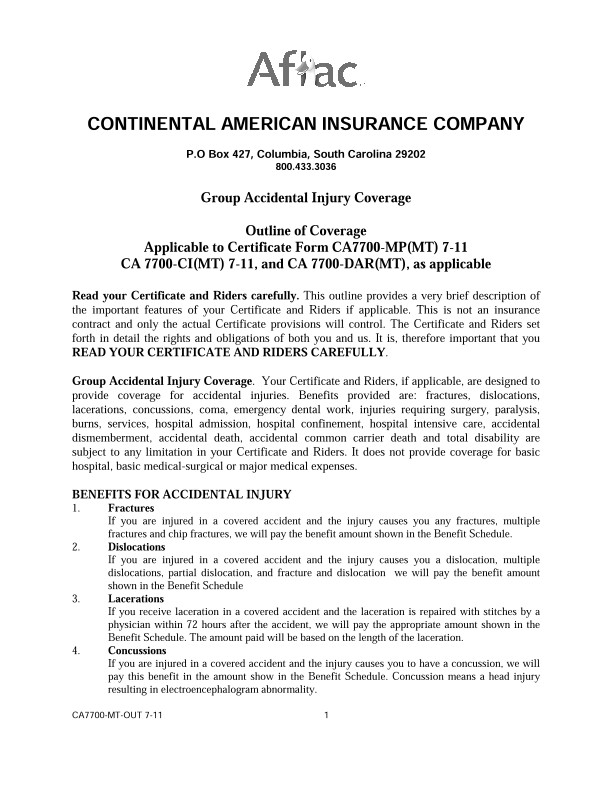 Aflac
CONTINENTAL AMERICAN INSURANCE COMPANY
P.O Box 427, Columbia, South Carolina 29202
800.433.3036
Group Accidental Injury Coverage
Outline of Coverage
Applicable to Certificate Form CA7700-MP(MT) 7-11
CA 7700-CI(MT) 7-11, and CA 7700-DAR(MT), as applicable
Read your Certificate and Riders carefully. This outline provides a very brief description of
the important features of your Certificate and Riders if applicable. This is not an insurance
contract and only the actual Certificate provisions will control. The Certificate and Riders set
forth in detail the rights and obligations of both you and us. It is, therefore important that you
READ YOUR CERTIFICATE AND RIDERS CAREFULLY.
Group Accidental Injury Coverage. Your Certificate and Riders, if applicable, are designed to
provide coverage for accidental injuries. Benefits provided are: fractures, dislocations,
lacerations, concussions, coma, emergency dental work, injuries requiring surgery, paralysis,
burns, services, hospital admission, hospital confinement, hospital intensive care, accidental
dismemberment, accidental death, accidental common carrier death and total disability are
subject to any limitation in your Certificate and Riders. It does not provide coverage for basic
hospital, basic medical-surgical or major medical expenses.
BENEFITS FOR ACCIDENTAL INJURY
1. Fractures
If you are injured in a covered accident and the injury causes you any fractures, multiple
fractures and chip fractures, we will pay the benefit amount shown in the Benefit Schedule.
2. Dislocations
If you are injured in a covered accident and the injury causes you a dislocation, multiple
dislocations, partial dislocation, and fracture and dislocation we will pay the benefit amount
shown in the Benefit Schedule
3. Lacerations
If you receive laceration in a covered accident and the laceration is repaired with stitches by a
physician within 72 hours after the accident, we will pay the appropriate amount shown in the
Benefit Schedule. The amount paid will be based on the length of the laceration.
4. Concussions
If you are injured in a covered accident and the injury causes you to have a concussion, we will
pay this benefit in the amount show in the Benefit Schedule. Concussion means a head injury
resulting in electroencephalogram abnormality.
CA7700-MT-OUT 7-11 1